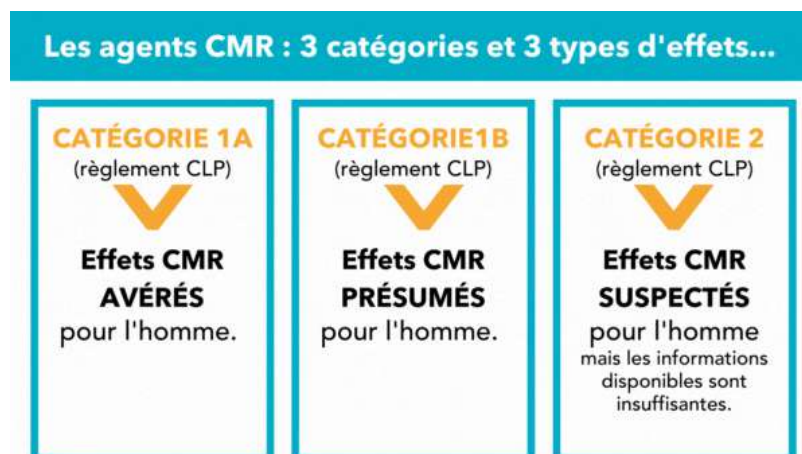 Les agents CMR : 3 catégories et 3 types d'effets...
CATÉGORIE 1A
(règlement CLP)
Effets CMR
AVÉRÉS
pour l'homme.
CATÉGORIE1B
(règlement CLP)
Effets CMR
PRÉSUMÉS
pour l'homme.
CATÉGORIE 2
(règlement CLP)
Effets CMR
SUSPECTÉS
pour l'homme
mais les informations
disponibles sont
insuffisantes.